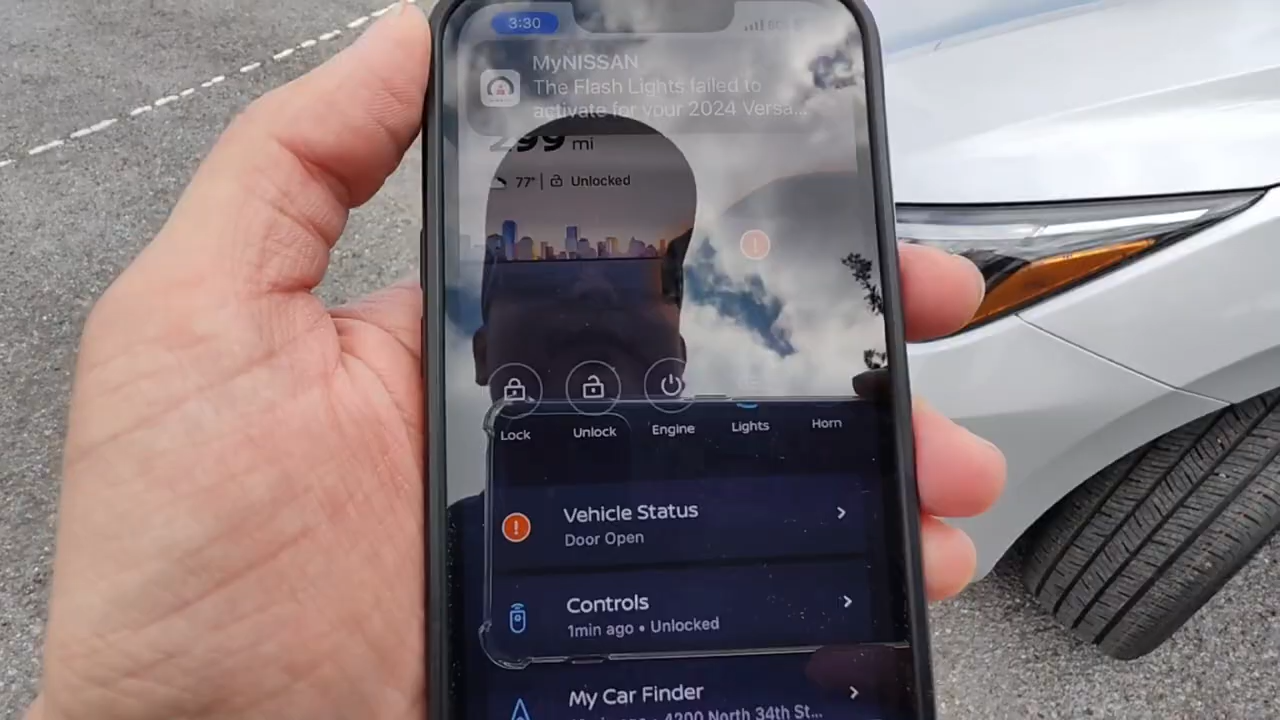 3:30
MyNISSAN
The Flash Lights failed to
activate for your 2024 Versa...
299 mi
77° | Unlocked
Lock Unlock Engine Lights Horn
Vehicle Status
Door Open
Controls
1min ago • Unlocked
My Car Finder
ago • 4200 North 34th St...